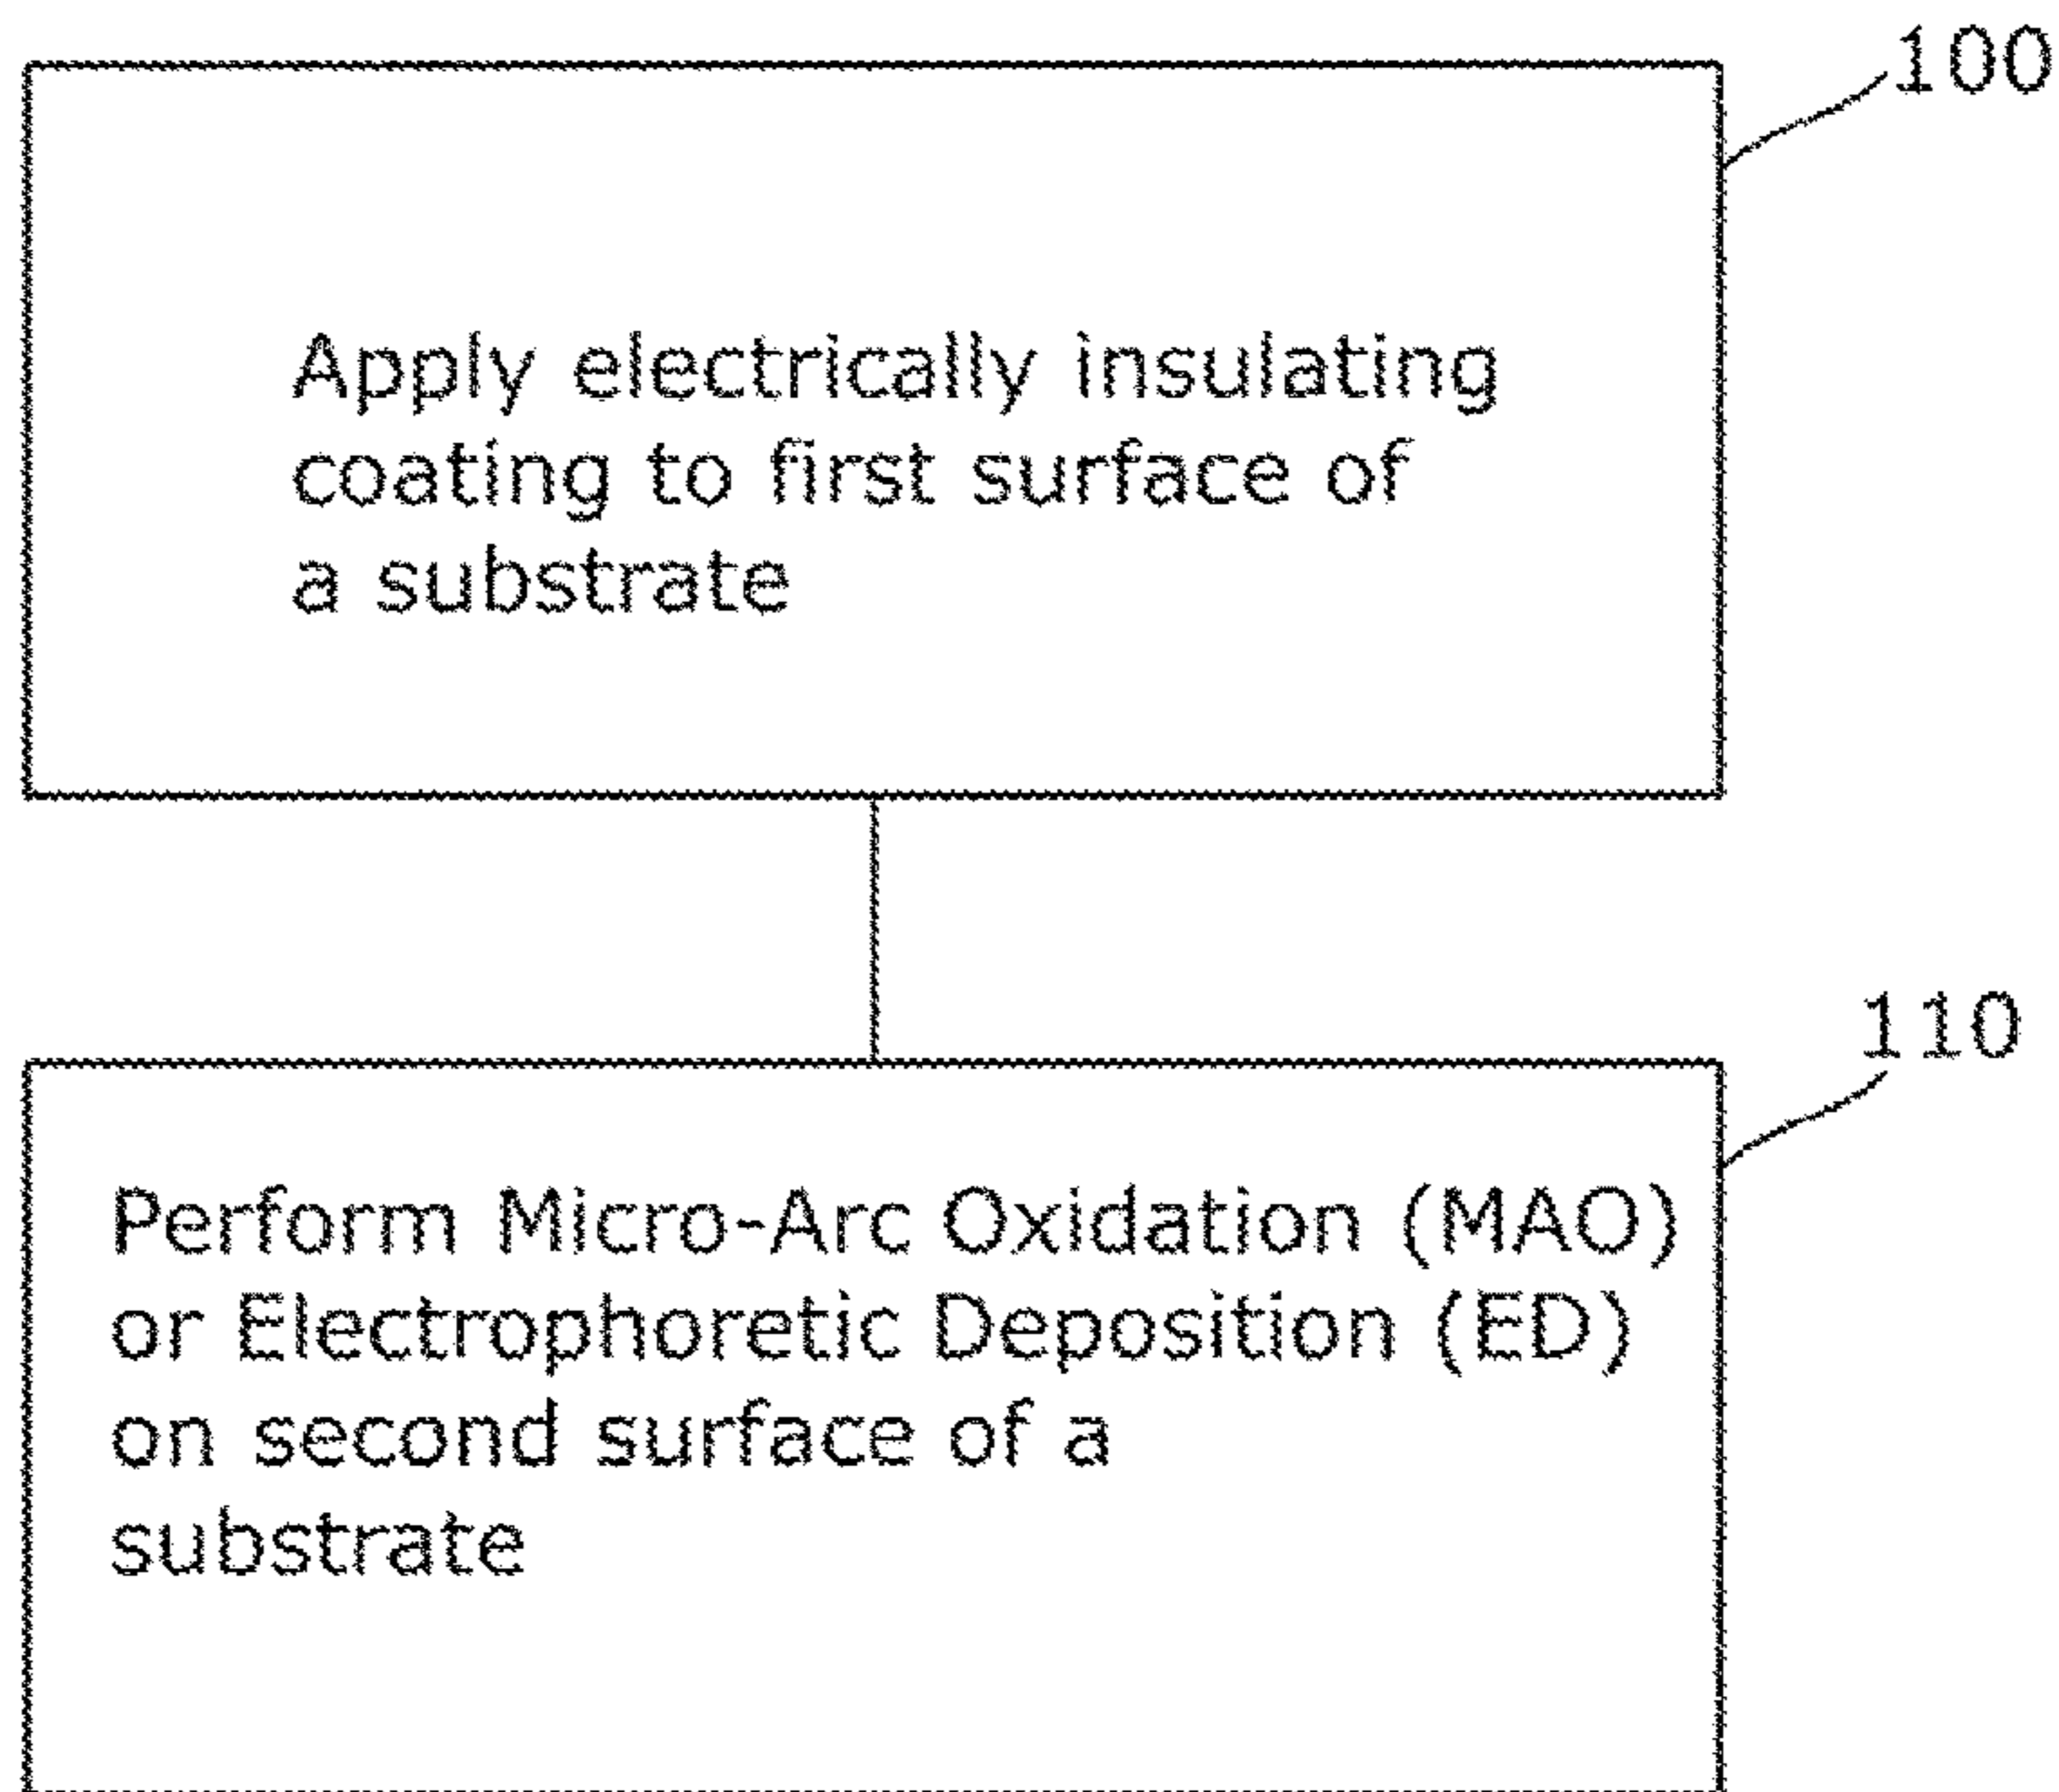 100
Apply electrically insulating
coating to first surface of
a substrate
110
Perform Micro-Arc Oxidation (MAO)
or Electrophoretic Deposition (ED)
on second surface of a
substrate